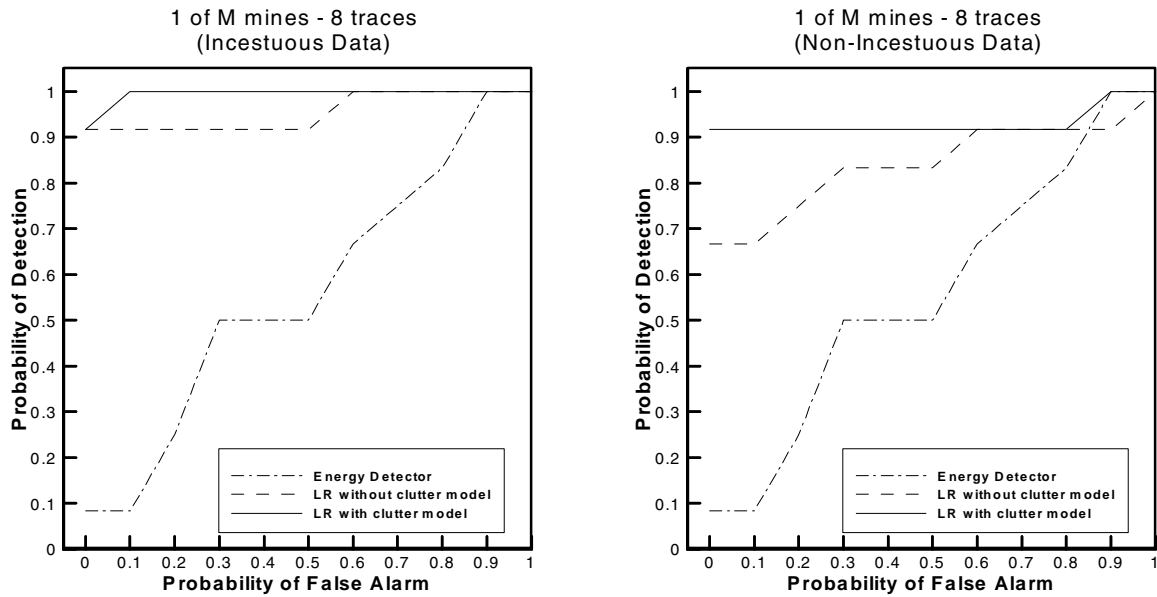 1 of M mines - 8 traces
(Incestuous Data)
Probability of Detection
1
0.9
0.8
0.7
0.6
0.5
0.4
0.3
0.2
0.1
0
Energy Detector
LR without clutter model
LR with clutter model
0 0.1 0.2 0.3 0.4 0.5 0.6 0.7 0.8 0.9 1
Probability of False Alarm
1 of M mines - 8 traces
(Non-Incestuous Data)
Probability of Detection
1
0.9
0.8
0.7
0.6
0.5
0.4
0.3
0.2
0.1
0
Energy Detector
LR without clutter model
LR with clutter model
0 0.1 0.2 0.3 0.4 0.5 0.6 0.7 0.8 0.9 1
Probability of False Alarm